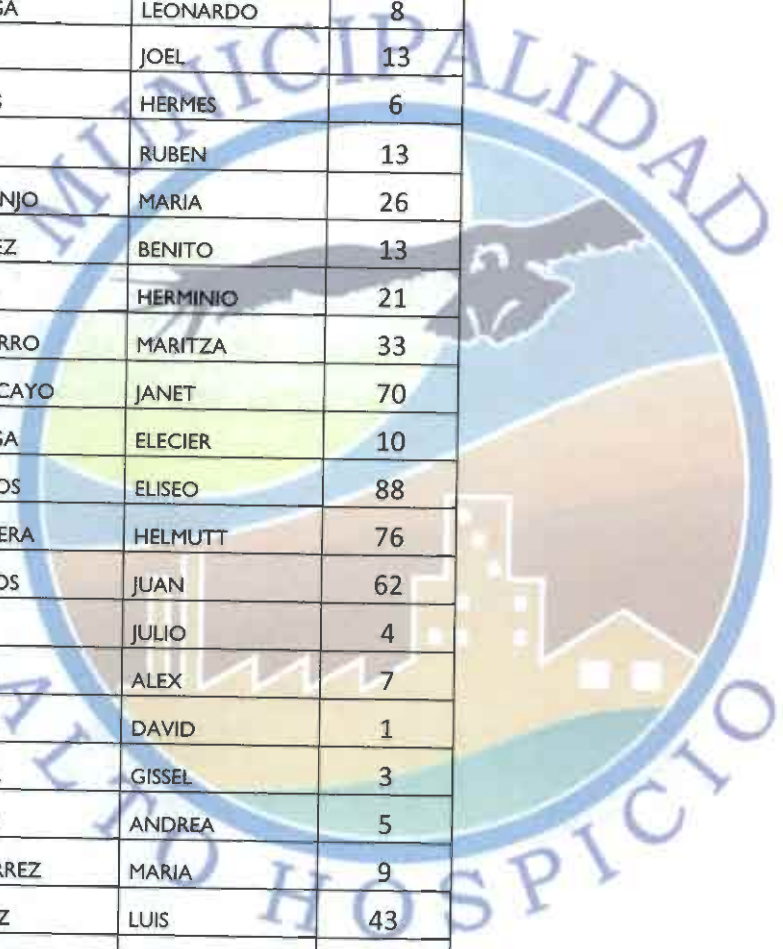 GA LEONARDO 8
JOEL 13
S HERMES 6
RUBEN 13
NJO MARIA 26
EZ BENITO 13
HERMINIO 21
RRO MARITZA 33
CAYO JANET 70
GA ELECIER 10
OS ELISEO 88
ERA HELMUTT 76
OS JUAN 62
JULIO 4
ALEX 7
DAVID 1
GISSEL 3
ANDREA 5
RREZ MARIA 9
Z LUIS 43
MUNICIPALIDAD
ALTO HOSPICIO